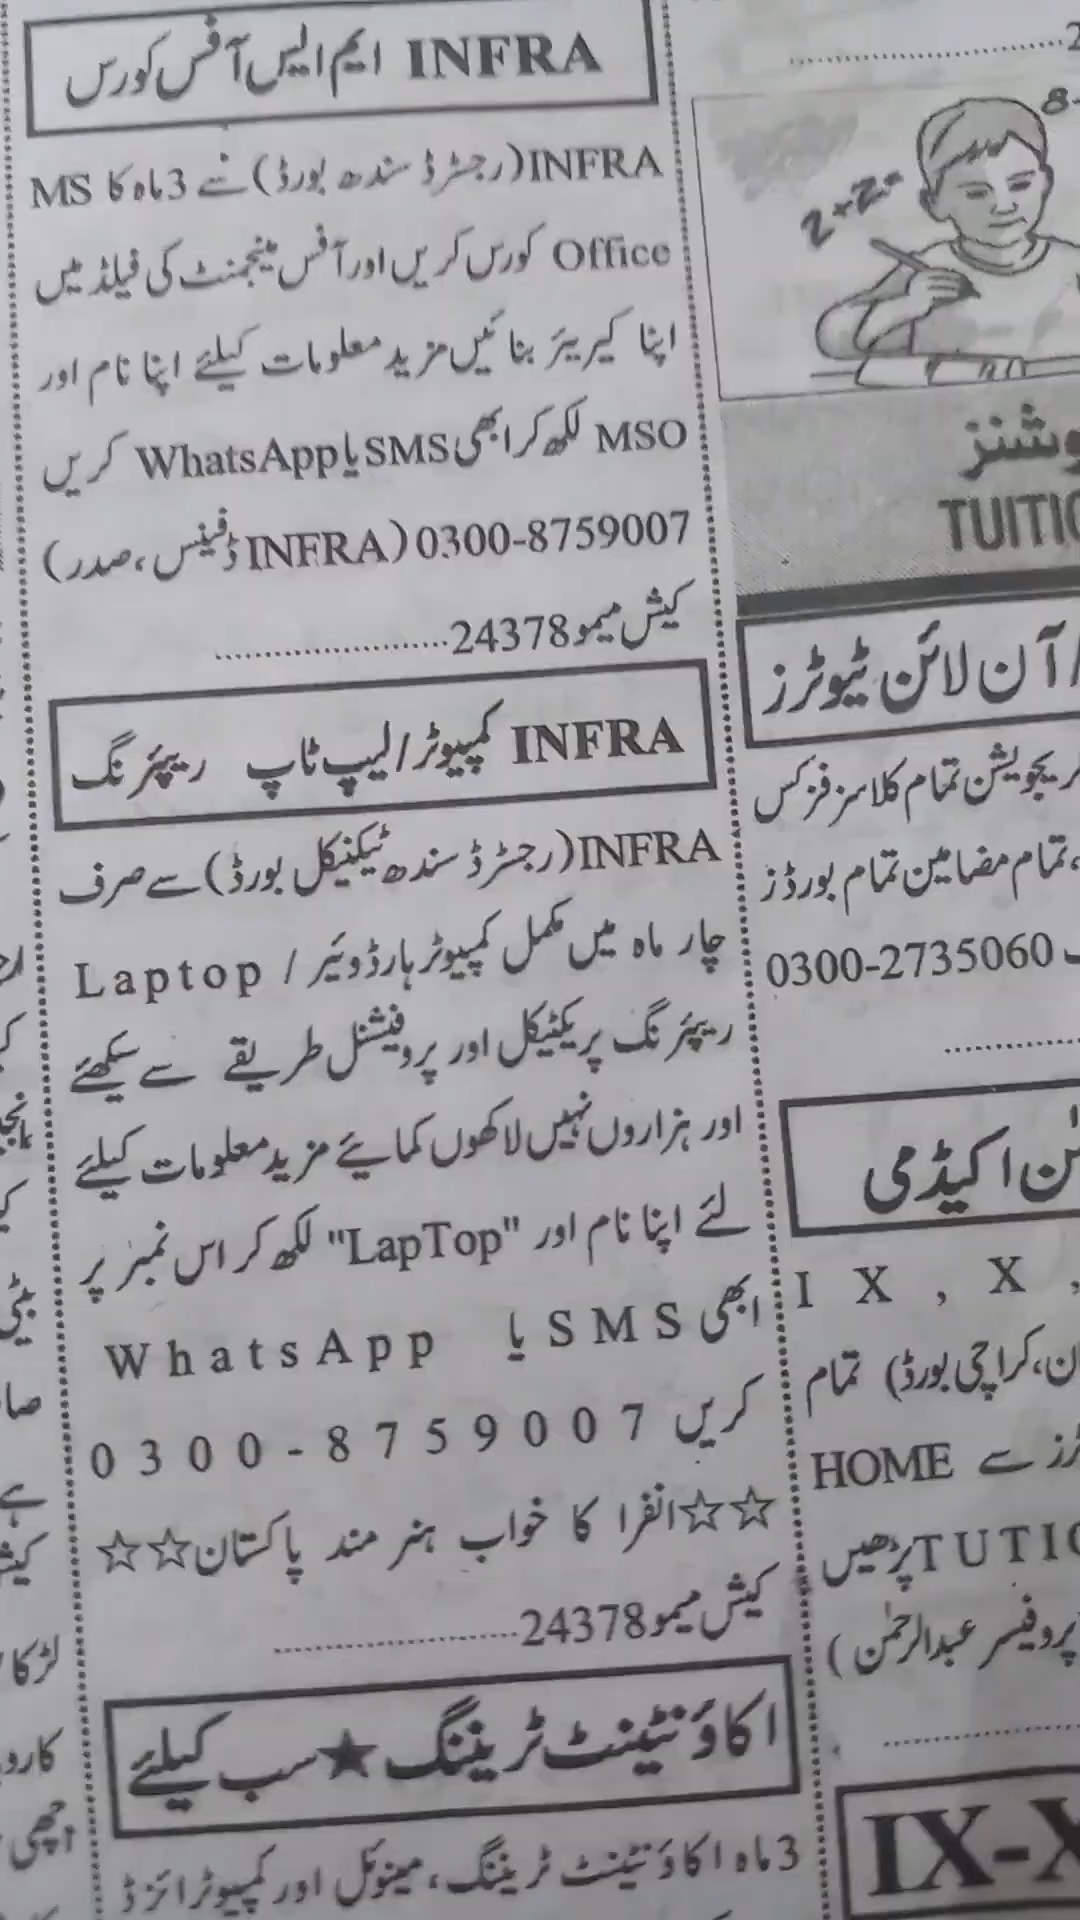 INFRA ایم ایس آفس کورس
INFRA(رجسٹرڈ سندھ بورڈ) نے 3 ماہ کا MS
Office کورس کریں اور آفس مینجمنٹ کی فیلڈ میں
اپنا کیریئر بنائیں مزید معلومات کیلئے اپنا نام اور
MSO لکھ کر ابھی SMS یا WhatsApp کریں
0300-8759007 (INFRA ڈیفنس، صدر)
کیش میمو 24378....................
INFRA کمپیوٹر/لیپ ٹاپ ریپئرنگ
INFRA(رجسٹرڈ سندھ ٹیکنیکل بورڈ) سے صرف
چار ماہ میں مکمل کمپیوٹر ہارڈویئر / Laptop
ریپئرنگ پریکٹیکل اور پروفیشنل طریقے سے سیکھئے
اور ہزاروں نہیں لاکھوں کمایئے مزید معلومات کیلئے
لئے اپنا نام اور "LapTop" لکھ کر اس نمبر پر
ابھی SMS یا WhatsApp
کریں 0300-8759007
☆☆انفرا کا خواب ہنر مند پاکستان☆☆
کیش میمو 24378....................
اکاؤنٹینٹ ٹریننگ★سب کیلئے
3 ماہ اکاؤنٹینٹ ٹریننگ، مینوئل اور کمپیوٹرائزڈ
2+2=
8-
آن لائن ٹیوٹرز
تمام کلاسز فزکس
، تمام مضامین تمام بورڈز
0300-2735060
اکیڈمی
IX , X ,
، کراچی بورڈ) تمام
سے HOME
پڑھیں
پروفیسر عبدالرحمٰن )
IX-X